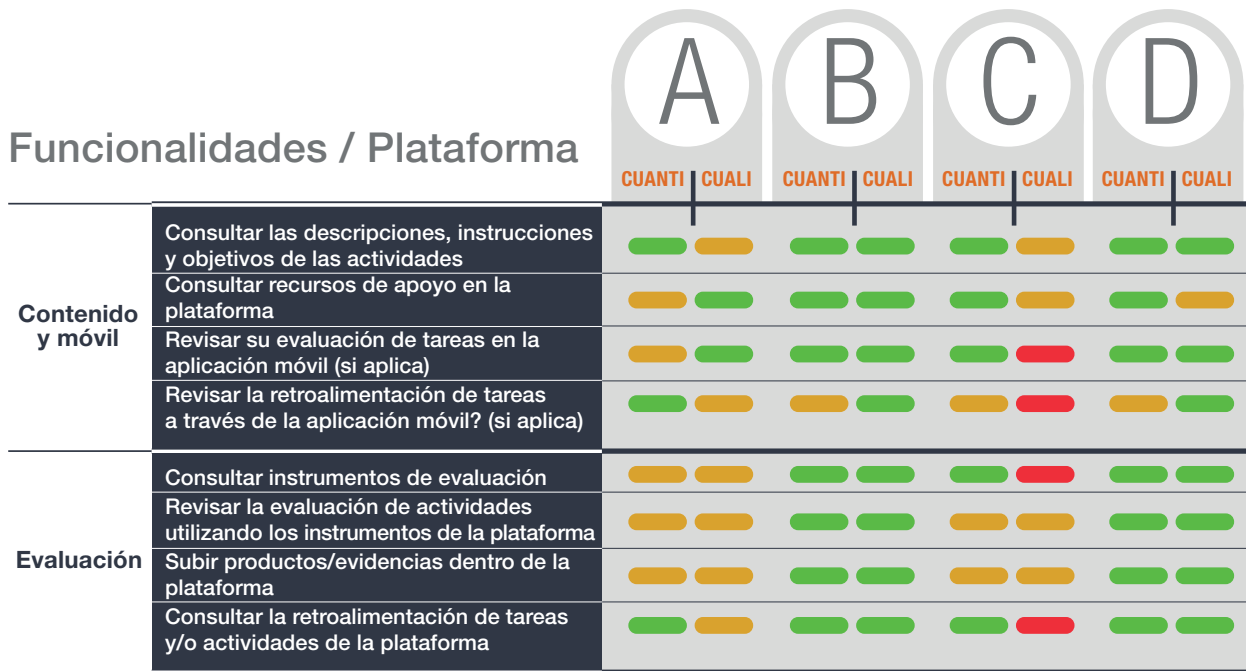 A B C D
Funcionalidades / Plataforma
CUANTI CUALI CUANTI CUALI CUANTI CUALI CUANTI CUALI
Contenido
y móvil
Consultar las descripciones, instrucciones
y objetivos de las actividades
Consultar recursos de apoyo en la
plataforma
Revisar su evaluación de tareas en la
aplicación móvil (si aplica)
Revisar la retroalimentación de tareas
a través de la aplicación móvil? (si aplica)
Evaluación
Consultar instrumentos de evaluación
Revisar la evaluación de actividades
utilizando los instrumentos de la plataforma
Subir productos/evidencias dentro de la
plataforma
Consultar la retroalimentación de tareas
y/o actividades de la plataforma